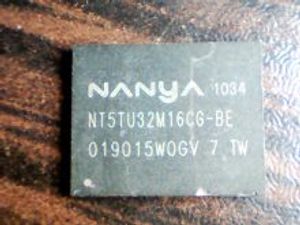 NANYA 1034
NT5TU32M16CG-BE
019015W0GV 7 TW